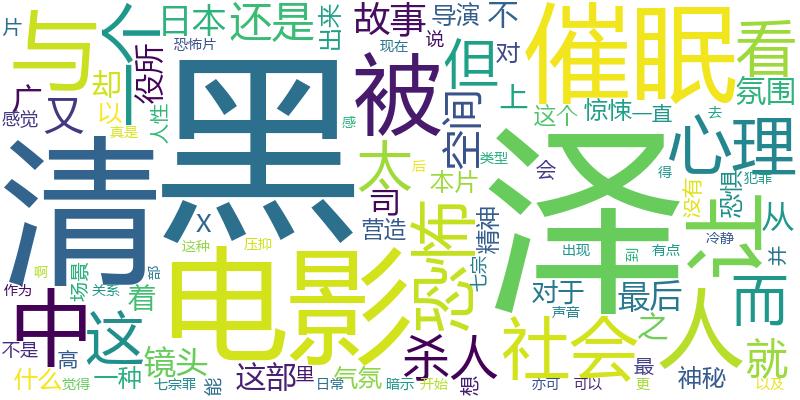 片
与
个
日本
还是
出来
故事
导演
不
催眠
看
恐怖片
现在
说
对
役所
被
但
广
却
以
感觉
又
人性
真是
黑
感
空间
上
这个
惊悚
一直
氛围
清
泽
心理
太
后
类型
会
去
得
没有
恐惧
犯罪
本片
司
X
营造
精神
让
从
这种
压抑
电影
恐怖
七宗
出现
到
有点
冷静
并
啊
场景
中
这
着
部
作为
关系
对于
最后
人
而
声音
之
不是
高
镜头
杀人
社会
就
什么
觉得
一种
七宗罪
能
这部
里
日常
气氛
暗示
开始
想
亦可
可以
最
更
神秘
以及